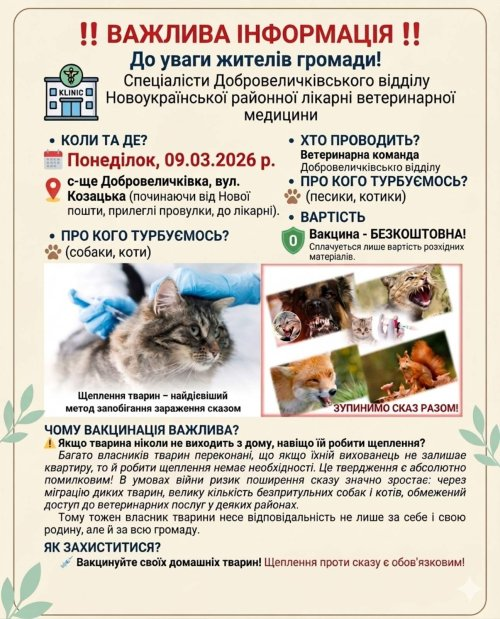 !! ВАЖЛИВА ІНФОРМАЦІЯ !!
До уваги жителів громади!
Спеціалісти Добровеличківського відділу
Новоукраїнської районної лікарні ветеринарної
медицини
KLINIC
• КОЛИ ТА ДЕ?
Понеділок, 09.03.2026 р.
с-ще Добровеличківка, вул.
Козацька (починаючи від Нової
пошти, прилеглі провулки, до лікарні).
• ПРО КОГО ТУРБУЄМОСЬ?
(собаки, коти)
• ХТО ПРОВОДИТЬ?
Ветеринарна команда
Добровеличківськіо відділу
• ПРО КОГО ТУРБУЄМОСЬ?
(песики, котики)
• ВАРТІСТЬ
0
Вакцина - БЕЗКОШТОВНА!
Сплачується лише вартість розхідних
матеріалів.
Щеплення тварин – найдієвіший
метод запобігання зараження сказом
ЗУПИНИМО СКАЗ РАЗОМ!
ЧОМУ ВАКЦИНАЦІЯ ВАЖЛИВА?
Якщо тварина ніколи не виходить з дому, навіщо їй робити щеплення?
Багато власників тварин переконані, що якщо їхній вихованець не залишає
квартиру, то й робити щеплення немає необхідності. Це твердження є абсолютно
помилковим! В умовах війни ризик поширення сказу значно зростає: через
міграцію диких тварин, велику кількість безпритульних собак і котів, обмежений
доступ до ветеринарних послуг у деяких районах.
Тому тожен власник тварини несе відповідальність не лише за себе і свою
родину, але й за всю громаду.
ЯК ЗАХИСТИТИСЯ?
Вакцинуйте своїх домашніх тварин! Щеплення проти сказу є обов'язковим!